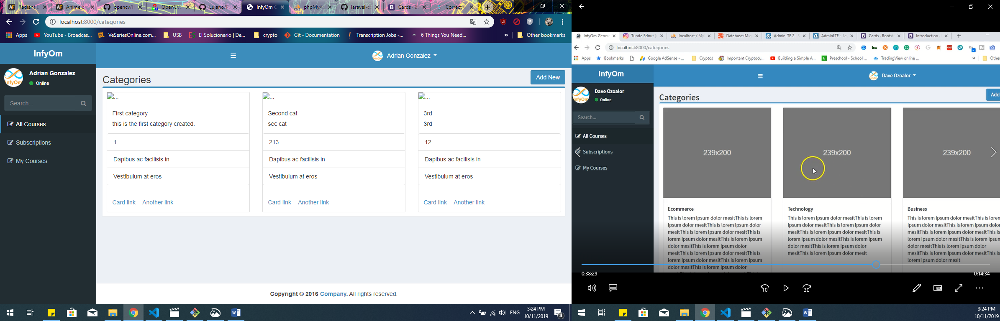 Radiant
Anime o
opencv/
OpenCV:
Lujano/
InfyOm G
phpMyA
laravel-c
Cards · B
Correct
localhost:8000/categories
Apps
YouTube - Broadcas...
VeSeriesOnline.com...
USB
El Solucionario | De...
crypto
Git - Documentation
Transcription Jobs -...
6 Things You Need...
»
Other bookmarks
InfyOm
Adrian Gonzalez
Adrian Gonzalez
Online
Search...
All Courses
Subscriptions
My Courses
Categories
Add New
...
First category
this is the first category created.
1
Dapibus ac facilisis in
Vestibulum at eros
Card link Another link
...
Second cat
sec cat
213
Dapibus ac facilisis in
Vestibulum at eros
Card link Another link
...
3rd
3rd
12
Dapibus ac facilisis in
Vestibulum at eros
Card link Another link
Copyright © 2016 Company. All rights reserved.
ENG
3:24 PM
10/11/2019
4
InfyOm Gener
Tunde Ednut
localhost / My
Database: Mig
AdminLTE 2 | S
AdminLTE - La
Cards · Bootst
Introduction ·
localhost:8000/categories
Apps
Bookmarks
Google AdSense - ...
Cryptos
Important Cryptocu...
Building a Simple A...
Preschool - School ...
TradingView online ...
»
Other
InfyOm
Dave Ozoalor
Dave Ozoalor
Online
Search...
All Courses
Subscriptions
My Courses
Categories
Add
239x200
239x200
239x200
Ecommerce
This is lorem Ipsum dolor mesitThis is lorem
Ipsum dolor mesitThis is lorem Ipsum dolor
mesitThis is lorem Ipsum dolor mesitThis is
lorem Ipsum dolor mesitThis is lorem Ipsum
dolor mesitThis is lorem Ipsum dolor
mesitThis is lorem Ipsum dolor mesitThis is
lorem Ipsum dolor mesitThis is lorem Ipsum
dolor mesitThis is lorem Ipsum dolor
Technology
This is lorem Ipsum dolor mesitThis is lorem
Ipsum dolor mesitThis is lorem Ipsum dolor
mesitThis is lorem Ipsum dolor mesitThis is
lorem Ipsum dolor mesitThis is lorem Ipsum
dolor mesitThis is lorem Ipsum dolor
mesitThis is lorem Ipsum dolor mesit
Business
This is lorem Ipsum dolor mesitThis is lorem
Ipsum dolor mesitThis is lorem Ipsum dolor
mesitThis is lorem Ipsum dolor mesitThis is
lorem Ipsum dolor mesitThis is lorem Ipsum
dolor mesitThis is lorem Ipsum dolor
mesitThis is lorem Ipsum dolor mesitThis is
lorem Ipsum dolor mesit
0:38:29
0:14:34
10
30
3:24 PM
10/11/2019